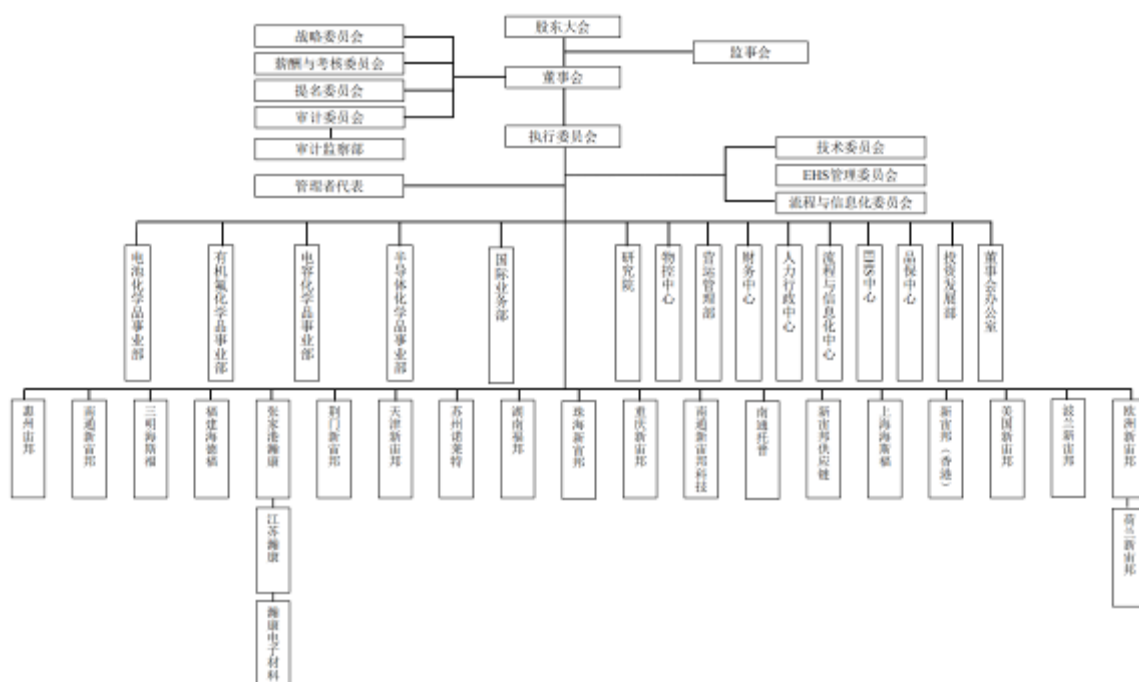 股东大会
监事会
战略委员会
薪酬与考核委员会
提名委员会
审计委员会
审计监察部
董事会
执行委员会
管理者代表
技术委员会
EHS管理委员会
流程与信息化委员会
电池化学品事业部
有机氟化学品事业部
电容化学品事业部
半导体化学品事业部
国际业务部
研究院
物控中心
营运管理部
财务中心
人力行政中心
流程与信息化中心
EHS中心
品保中心
投资发展部
董事会办公室
惠州宙邦
南通新宙邦
三明海斯福
福建海德福
张家港瀚康
荆门新宙邦
天津新宙邦
苏州诺莱特
湖南福邦
珠海新宙邦
重庆新宙邦
南通新宙邦科技
南通托普
新宙邦供应链
上海海斯福
新宙邦（香港）
美国新宙邦
波兰新宙邦
欧洲新宙邦
江苏瀚康
瀚康电子材料
荷兰新宙邦